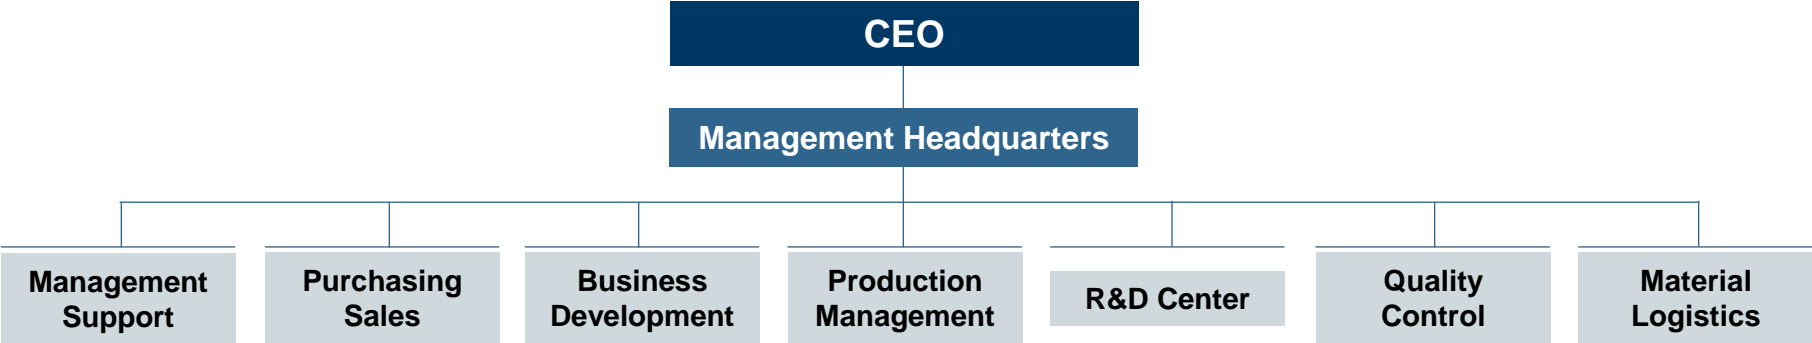 CEO
Management Headquarters
Management
Support
Purchasing
Sales
Business
Development
Production
Management
R&D Center
Quality
Control
Material
Logistics